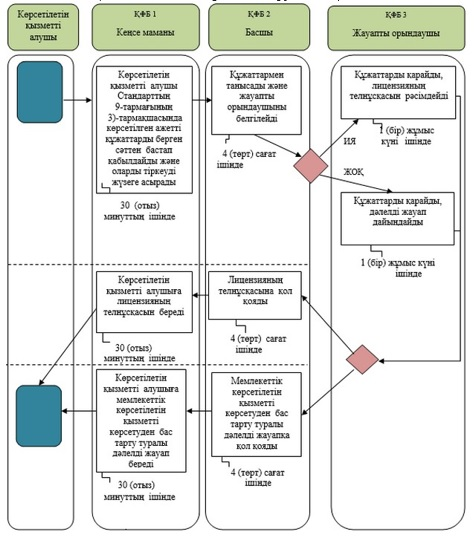 Көрсетілетін
қызметті
алушы
ҚФБ 1
Кеңсе маманы
ҚФБ 2
Басшы
ҚФБ 3
Жауапты орындаушы
Көрсетілетін
қызметті алушы
Стандарттың
9-тармағының
3)-тармақшасында
көрсетілген ажетті
құжаттарды берген
сәттен бастап
қабылдайды және
оларды тіркеуді
жүзеге асырады
30 (отыз)
минуттың ішінде
Құжаттармен
танысады және
жауапты
орындаушыны
белгілейді
4 (төрт) сағат
ішінде
Құжаттарды қарайды,
лицензияның
телнұсқасын рәсімдейді
1 (бір) жұмыс
күні ішінде
ИЯ
ЖОҚ
Құжаттарды қарайды,
дәлелді жауап
дайындайды
1 (бір) жұмыс күні
ішінде
Көрсетілетін
қызметті алушыға
лицензияның
телнұсқасын береді
30 (отыз)
минуттың ішінде
Лицензияның
телнұсқасына қол
қояды
4 (төрт) сағат
ішінде
Көрсетілетін
қызметті алушыға
мемлекеттік
көрсетілетін
қызметті
көрсетуден бас
тарту туралы
дәлелді жауап
береді
30 (отыз)
минуттың ішінде
Мемлекеттік
көрсетілетін
қызметті
көрсетуден бас
тарту туралы
дәлелді жауапқа
қол қояды
4 (төрт) сағат
ішінде